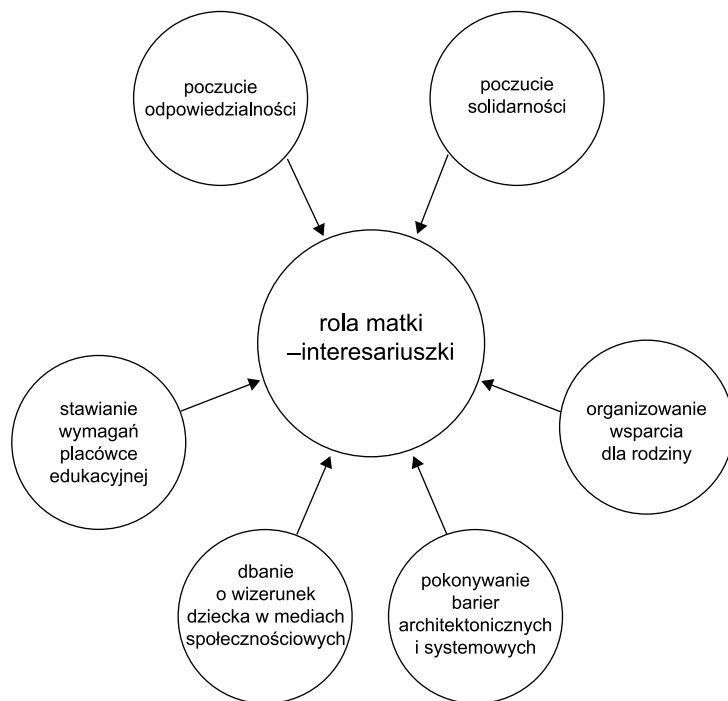 poczucie
odpowiedzialności
poczucie
solidarności
rola matki
–interesariuszki
stawianie
wymagań
placówce
edukacyjnej
organizowanie
wsparcia
dla rodziny
dbanie
o wizerunek
dziecka w mediach
społecznościowych
pokonywanie
barier
architektonicznych
i systemowych